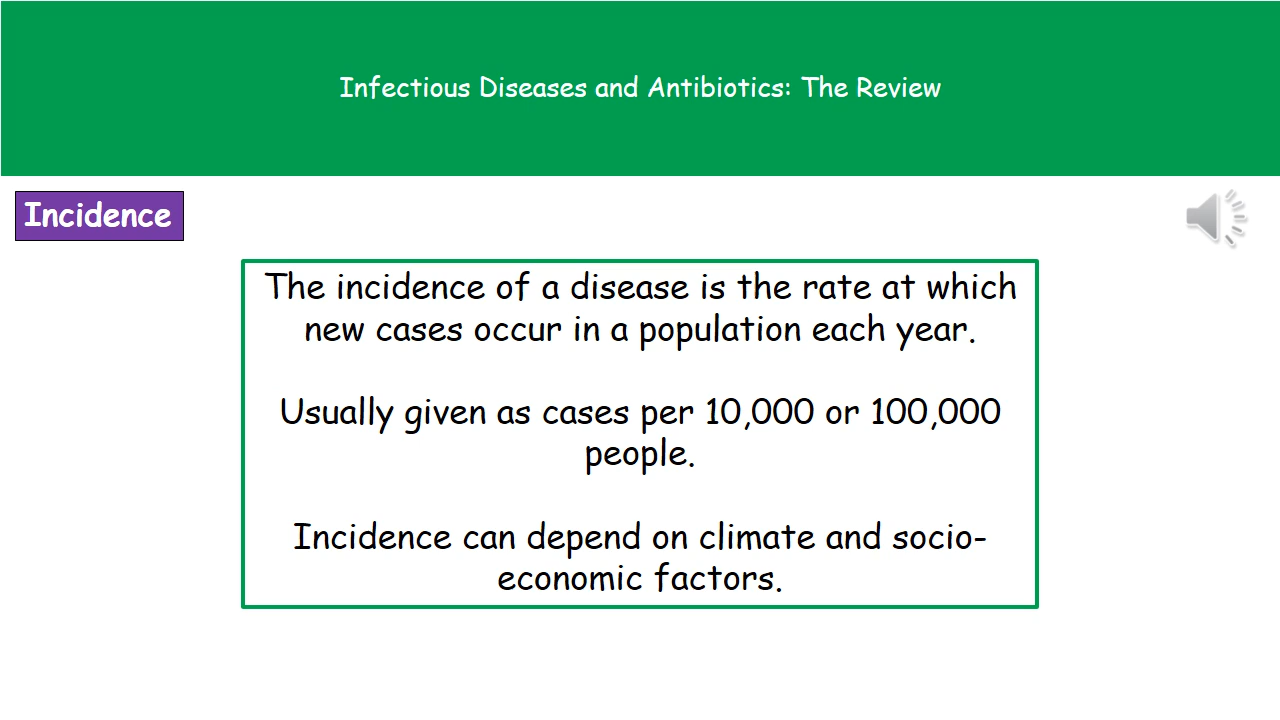 Infectious Diseases and Antibiotics: The Review
Incidence
The incidence of a disease is the rate at which
new cases occur in a population each year.
Usually given as cases per 10,000 or 100,000
people.
Incidence can depend on climate and socio-
economic factors.